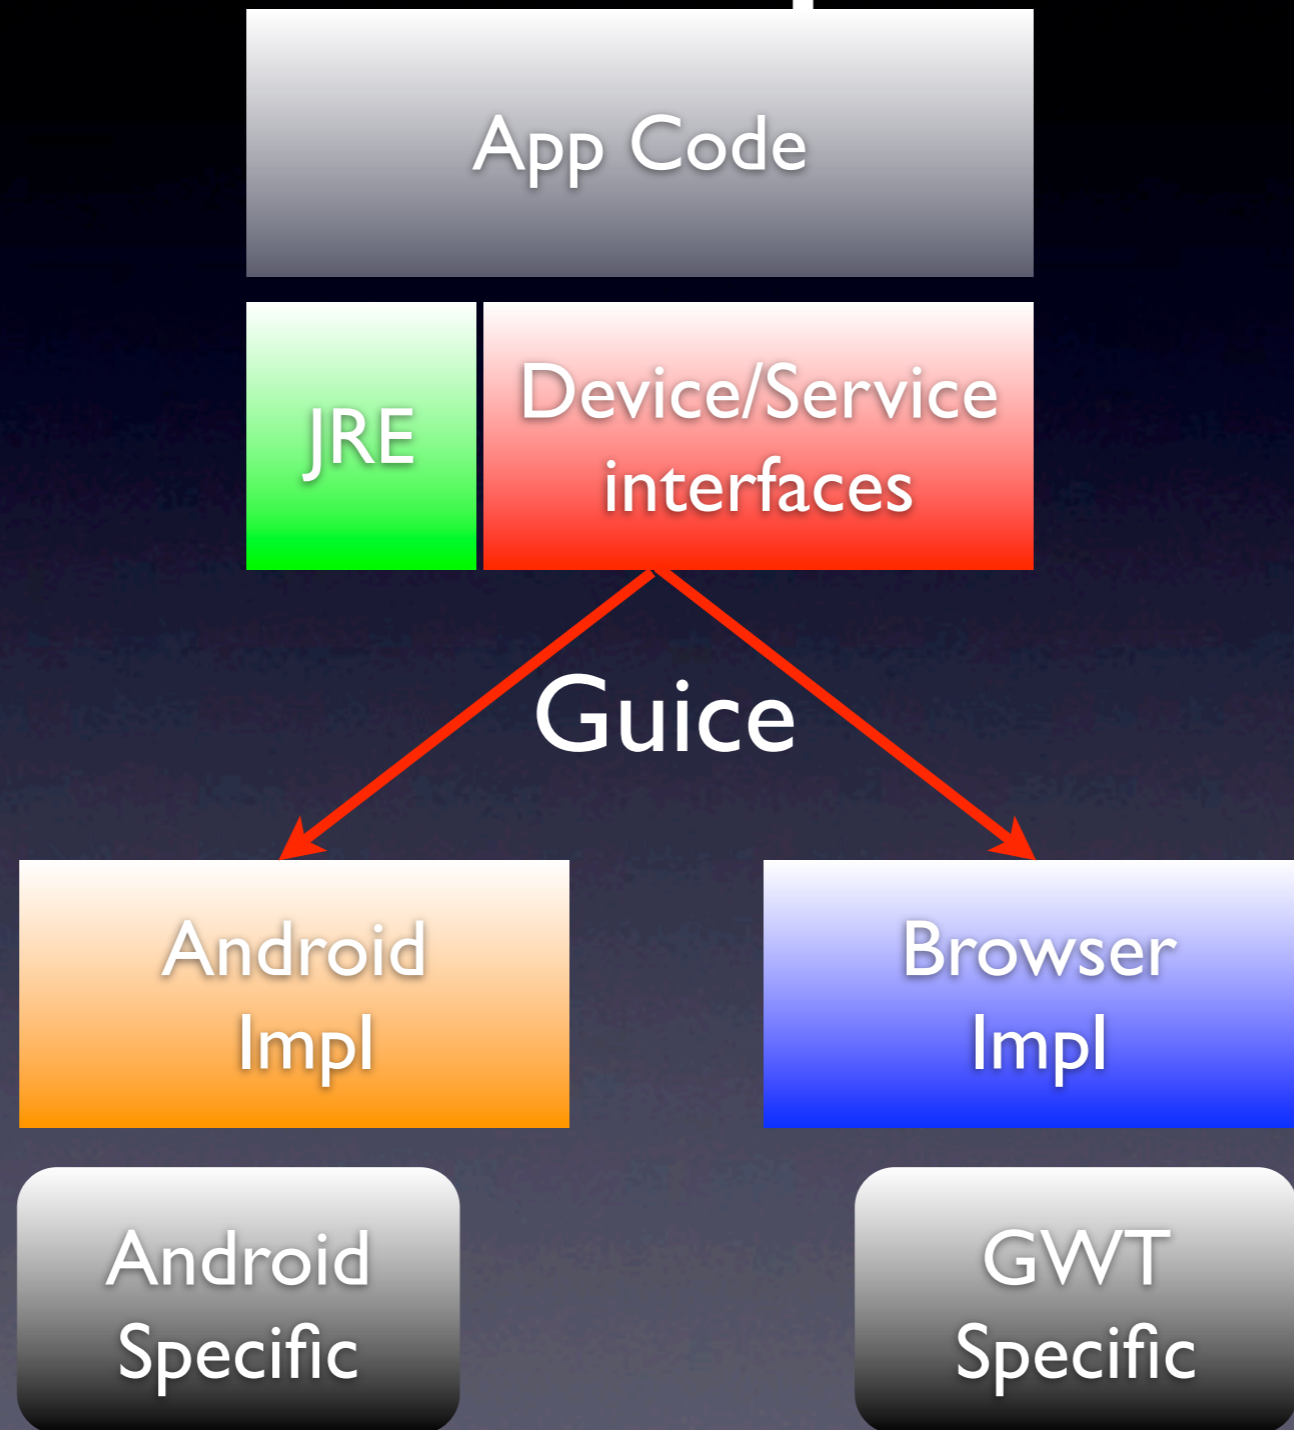 App Code
JRE
Device/Service
interfaces
Guice
Android
Impl
Browser
Impl
Android
Specific
GWT
Specific